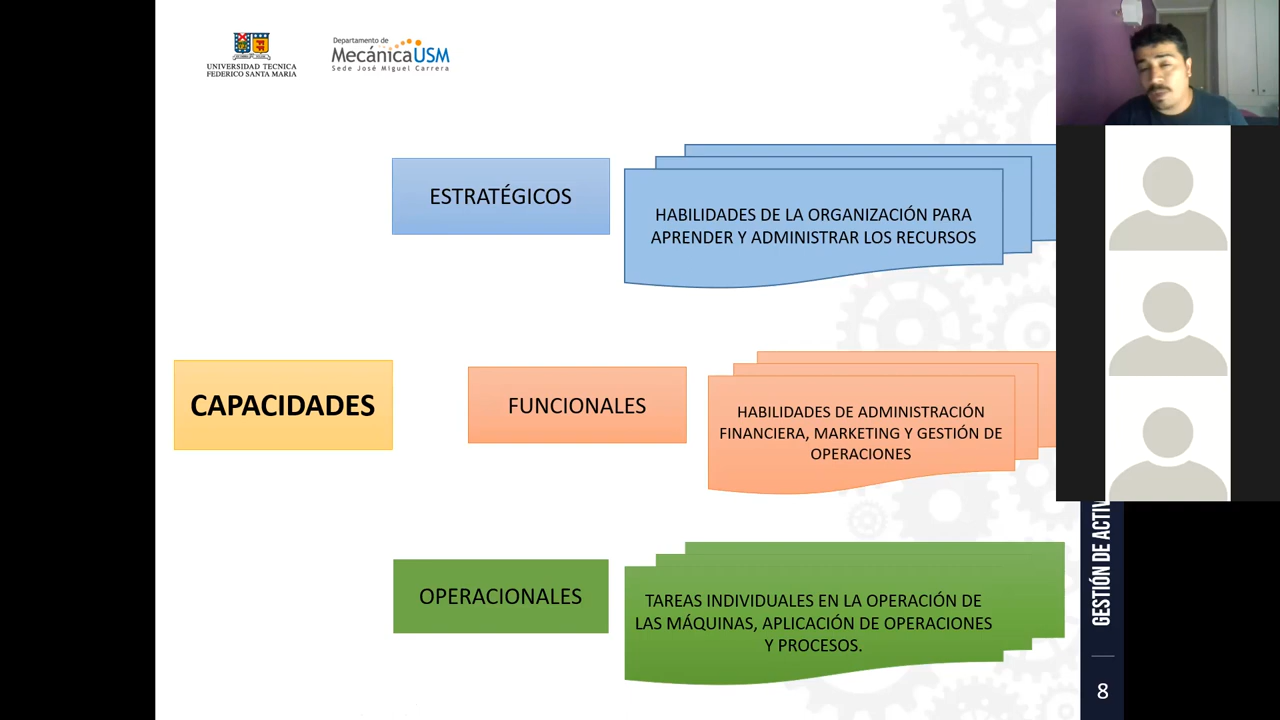 UNIVERSIDAD TECNICA
FEDERICO SANTA MARIA
Departamento de
MecánicaUSM
Sede José Miguel Carrera
ESTRATÉGICOS
HABILIDADES DE LA ORGANIZACIÓN PARA
APRENDER Y ADMINISTRAR LOS RECURSOS
CAPACIDADES
FUNCIONALES
HABILIDADES DE ADMINISTRACIÓN
FINANCIERA, MARKETING Y GESTIÓN DE
OPERACIONES
OPERACIONALES
TAREAS INDIVIDUALES EN LA OPERACIÓN DE
LAS MÁQUINAS, APLICACIÓN DE OPERACIONES
Y PROCESOS.
GESTIÓN DE ACTIV
8